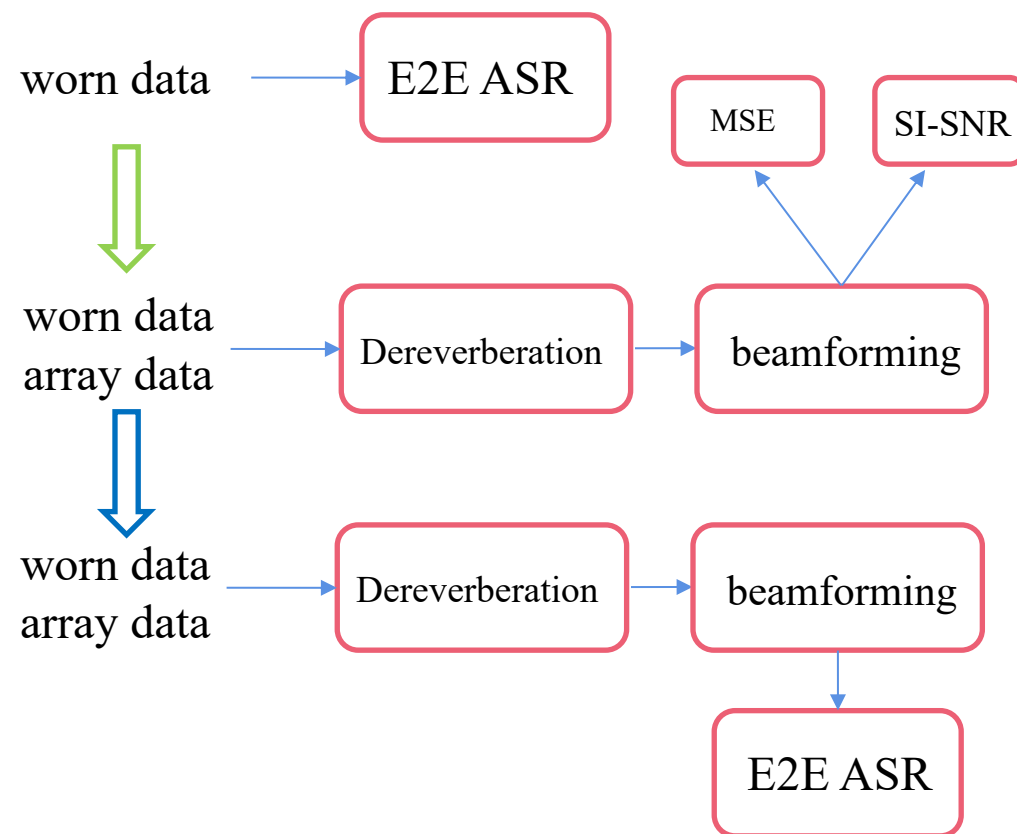 worn data
E2E ASR
MSE
SI-SNR
worn data
array data
Dereverberation
beamforming
worn data
array data
Dereverberation
beamforming
E2E ASR